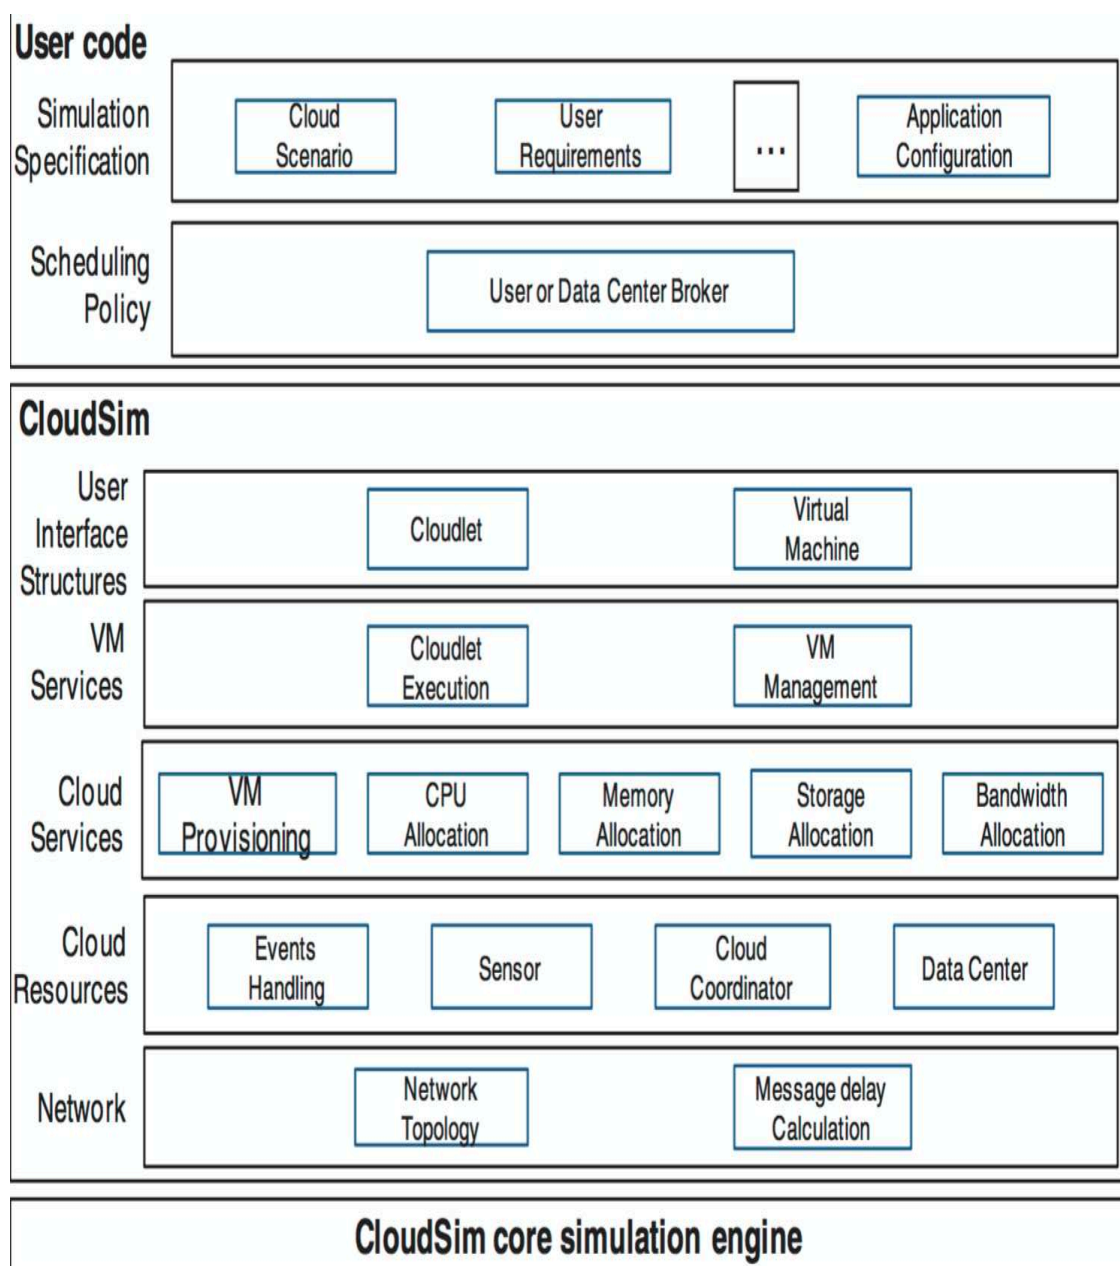 User code
Simulation
Specification
Cloud
Scenario
User
Requirements
...
Application
Configuration
Scheduling
Policy
User or Data Center Broker
CloudSim
User
Interface
Structures
Cloudlet
Virtual
Machine
VM
Services
Cloudlet
Execution
VM
Management
Cloud
Services
VM
Provisioning
CPU
Allocation
Memory
Allocation
Storage
Allocation
Bandwidth
Allocation
Cloud
Resources
Events
Handling
Sensor
Cloud
Coordinator
Data Center
Network
Network
Topology
Message delay
Calculation
CloudSim core simulation engine